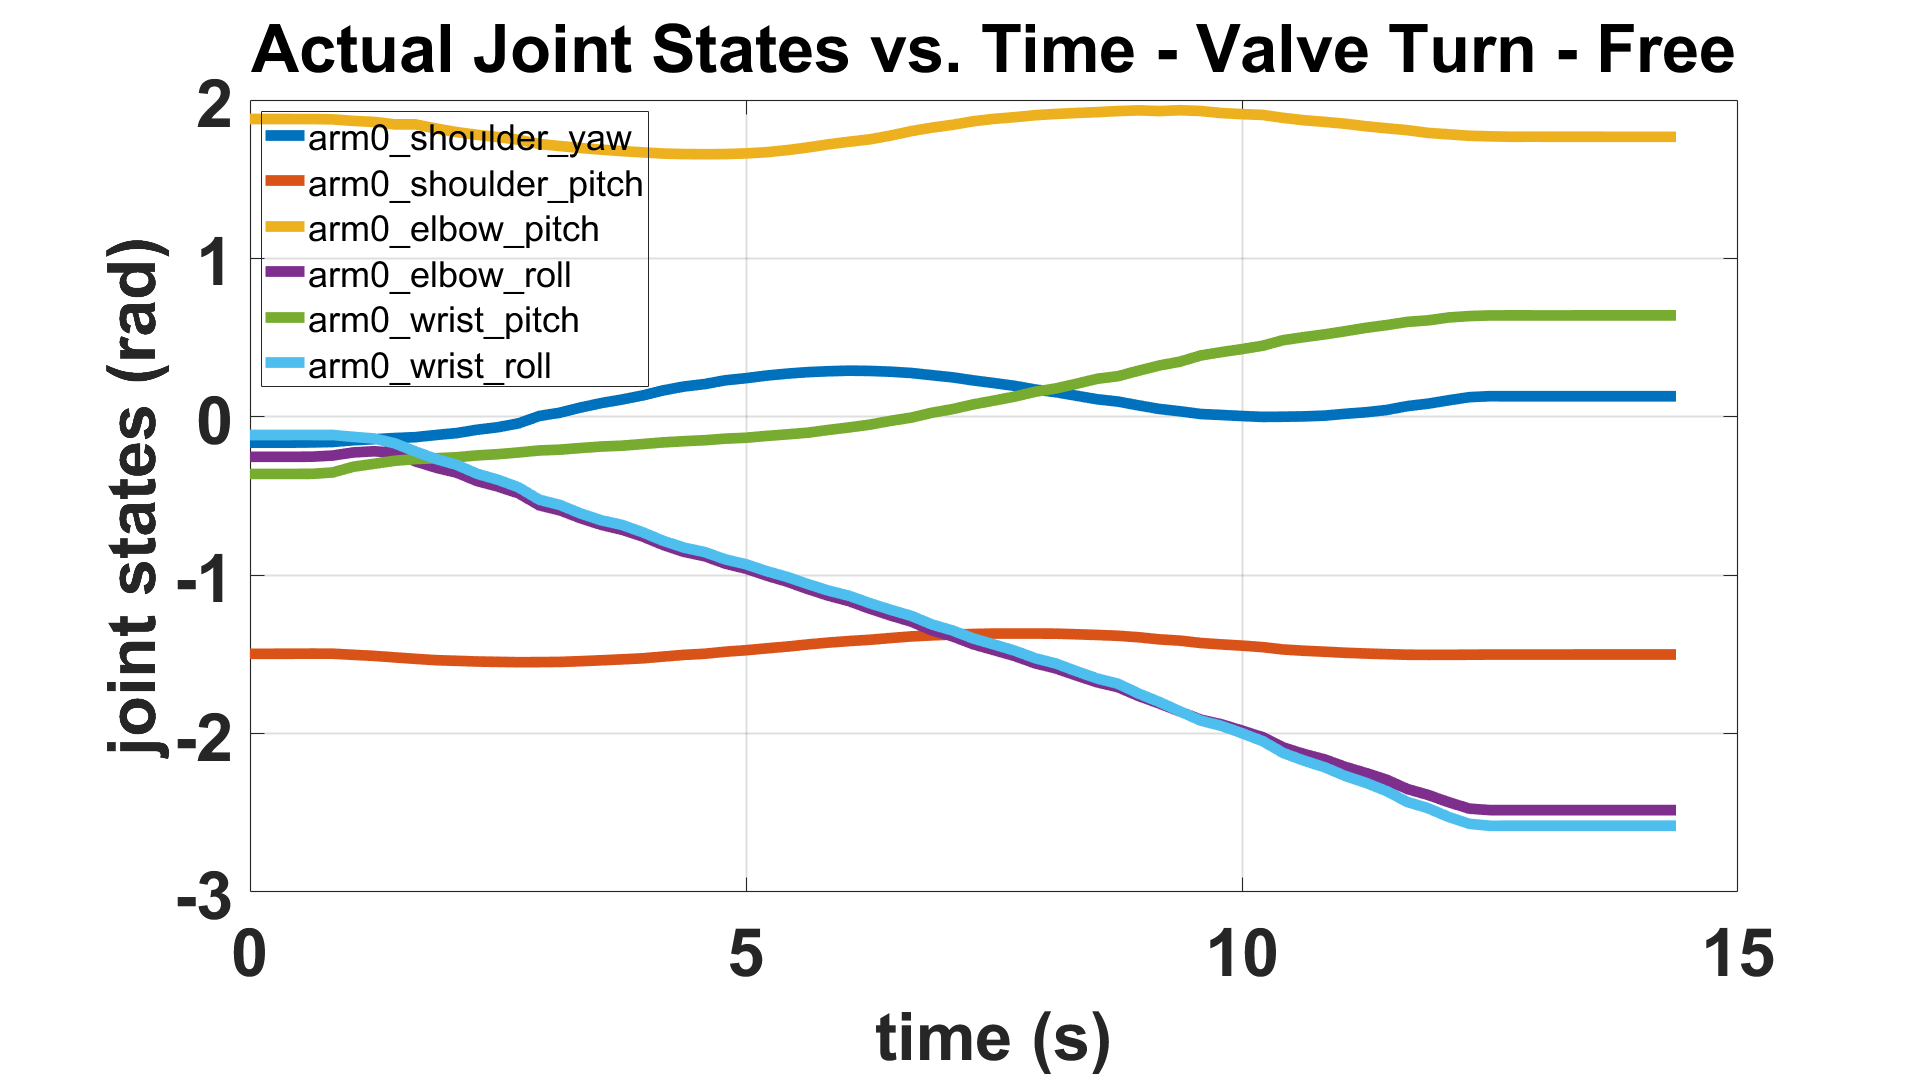 Actual Joint States vs. Time - Valve Turn - Free
joint states (rad)
2
1
0
-1
-2
-3
arm0_shoulder_yaw
arm0_shoulder_pitch
arm0_elbow_pitch
arm0_elbow_roll
arm0_wrist_pitch
arm0_wrist_roll
0 5 10 15
time (s)